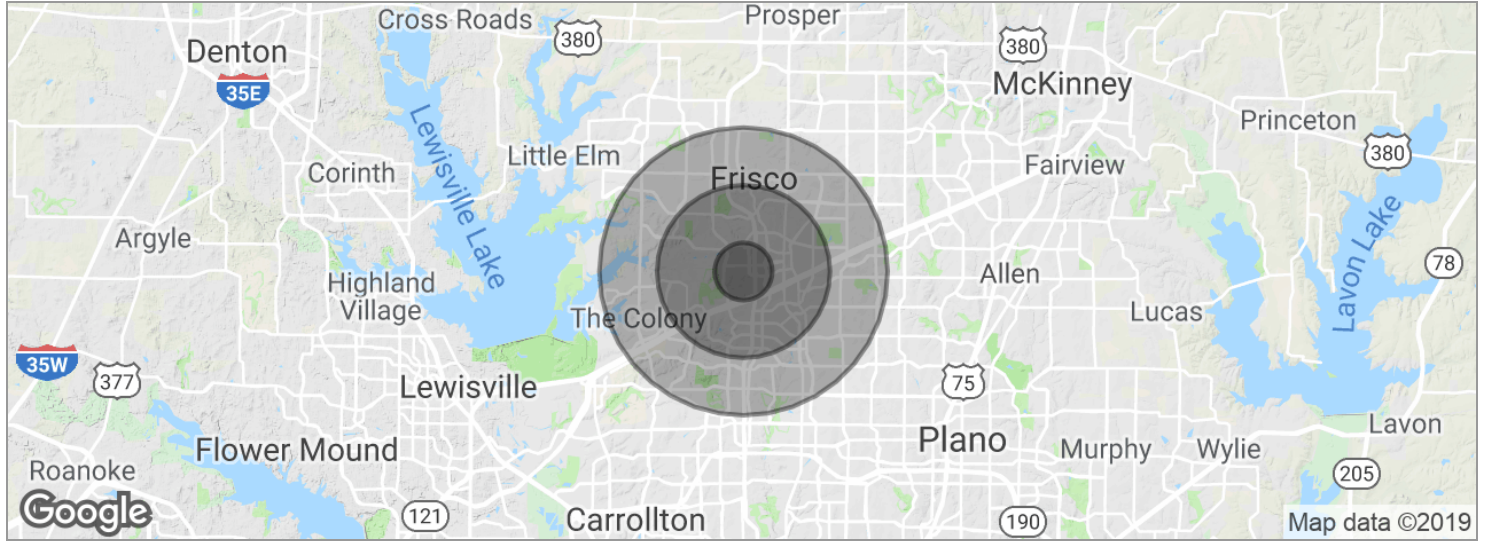 Cross Roads
Prosper
380
380
Denton
35E
McKinney
Princeton
380
Lewisville Lake
Little Elm
Corinth
Frisco
Fairview
Argyle
Highland
Village
Allen
Lavon Lake
78
The Colony
Lucas
35W
377
Lewisville
75
Flower Mound
Plano
Murphy
Wylie
Lavon
Roanoke
205
Google
121
Carrollton
190
Map data ©2019